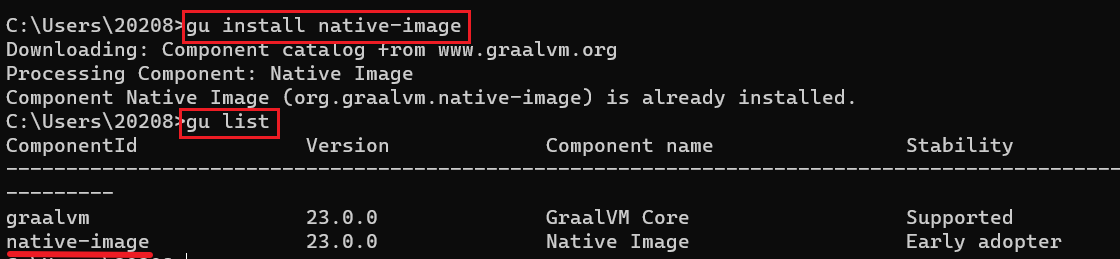 C:\Users\20208>gu install native-image
Downloading: Component catalog from www.graalvm.org
Processing Component: Native Image
Component Native Image (org.graalvm.native-image) is already installed.
C:\Users\20208>gu list
ComponentId              Version             Component name                Stability
---------------------------------------------------------------------------------------------
---------
graalvm                  23.0.0              GraalVM Core                  Supported
native-image             23.0.0              Native Image                  Early adopter